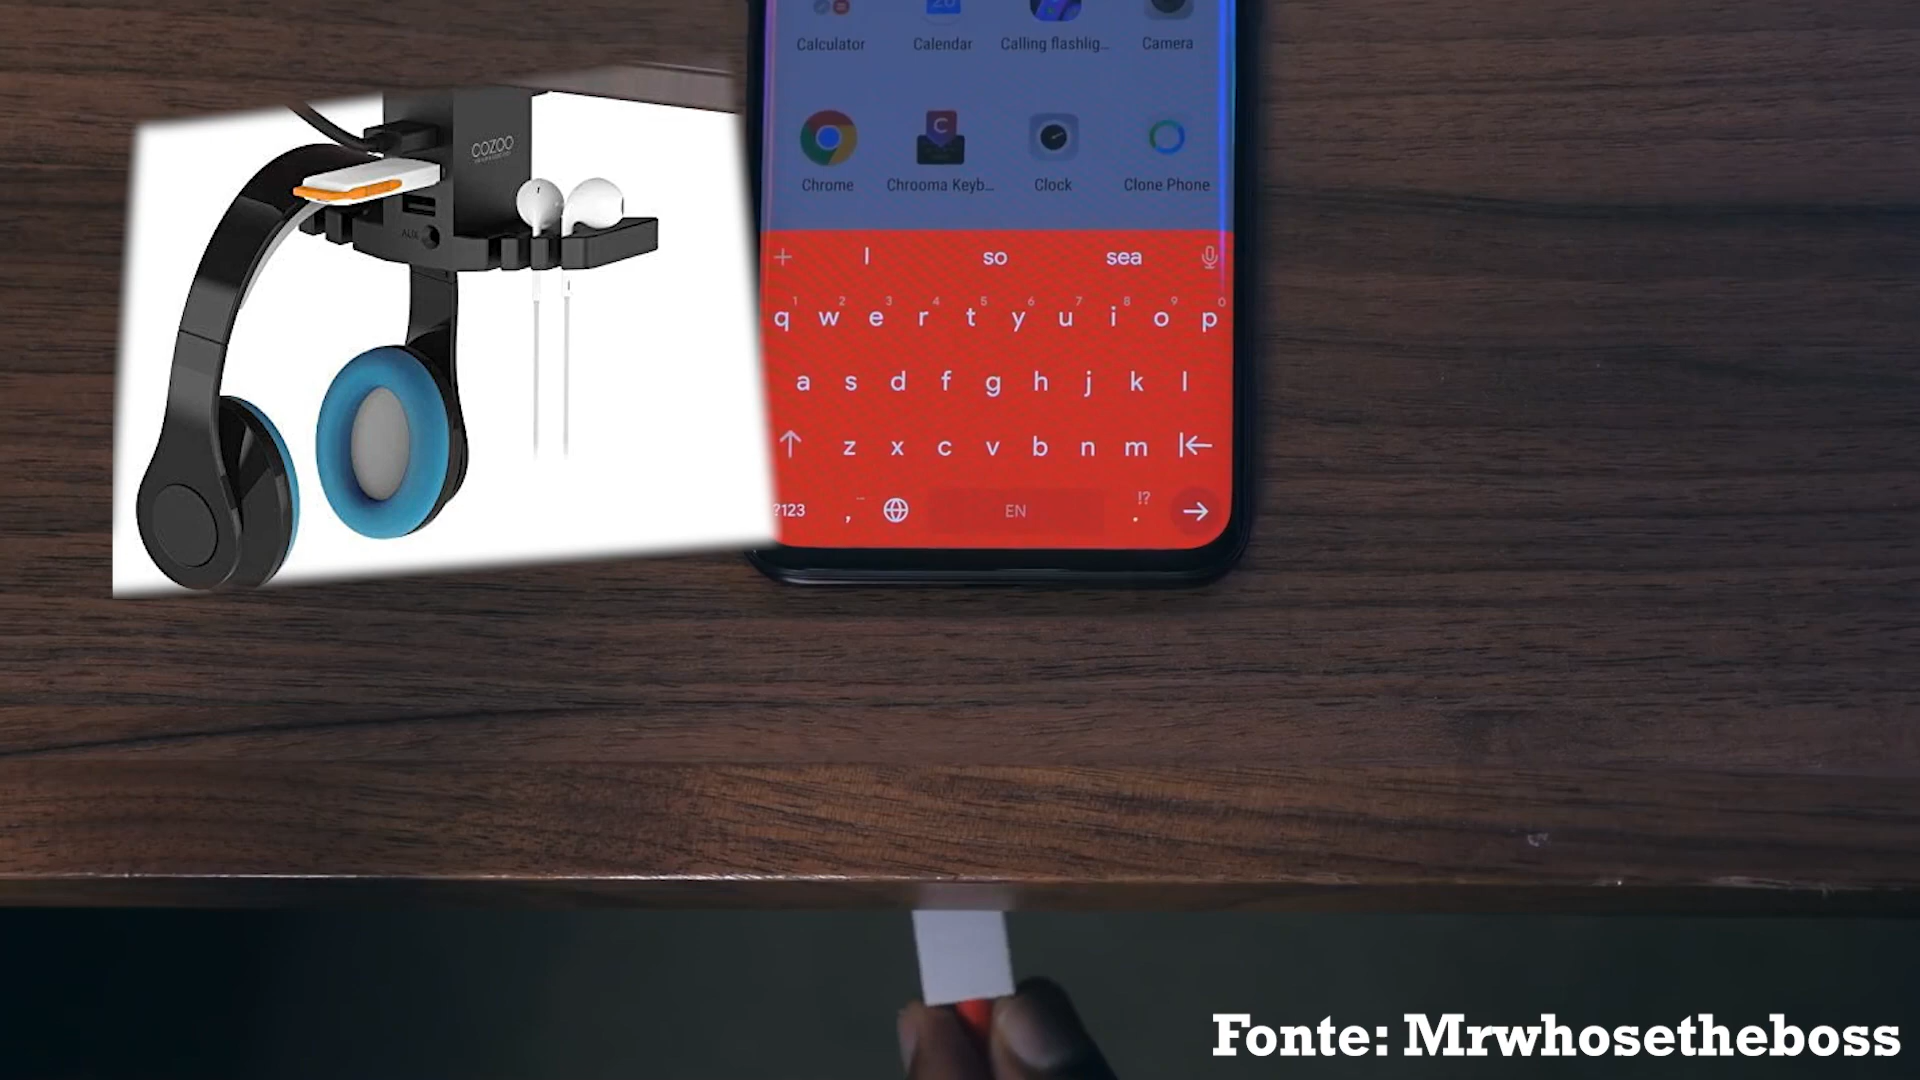 26
Calculator Calendar Calling flashlig... Camera
Chrome Chrooma Keyb... Clock Clone Phone
COZOO
AUX
I so sea
1 2 3 4 5 6 7 8 9 0
q w e r t y u i o p
a s d f g h j k l
z x c v b n m
?123 , EN !? .
Fonte: Mrwhosetheboss